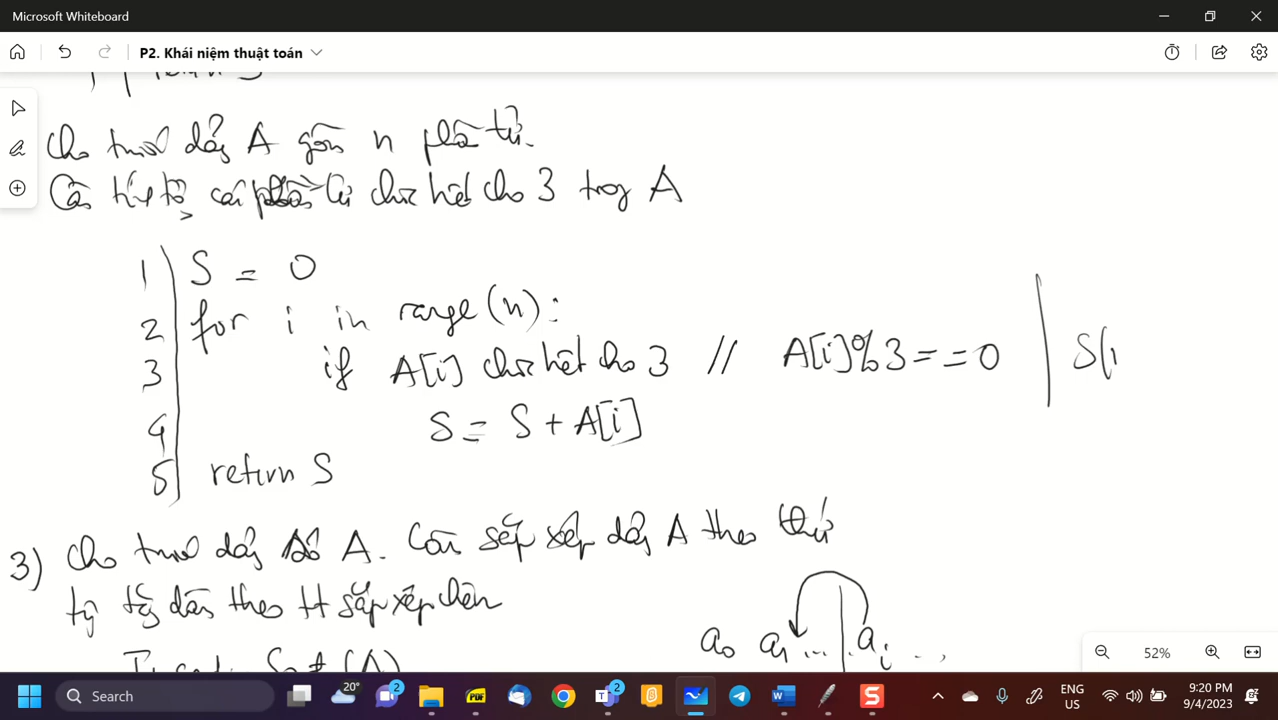 Microsoft Whiteboard
P2. Khái niệm thuật toán
return S
Cho trước dãy A gồm n phần tử.
Cần tính tổng các phần tử chia hết cho 3 trong A
1 S = 0
2 for i in range(n):
3 if A[i] chia hết cho 3 // A[i]%3==0 S(i
4 S = S + A[i]
5 return S
3) Cho trước dãy số A. Cần sắp xếp dãy A theo thứ
tự tăng dần theo tt sắp xếp chèn
a0 a1 ... ai ...
52%
Search
20°
2
2
ENG
US
9:20 PM
9/4/2023